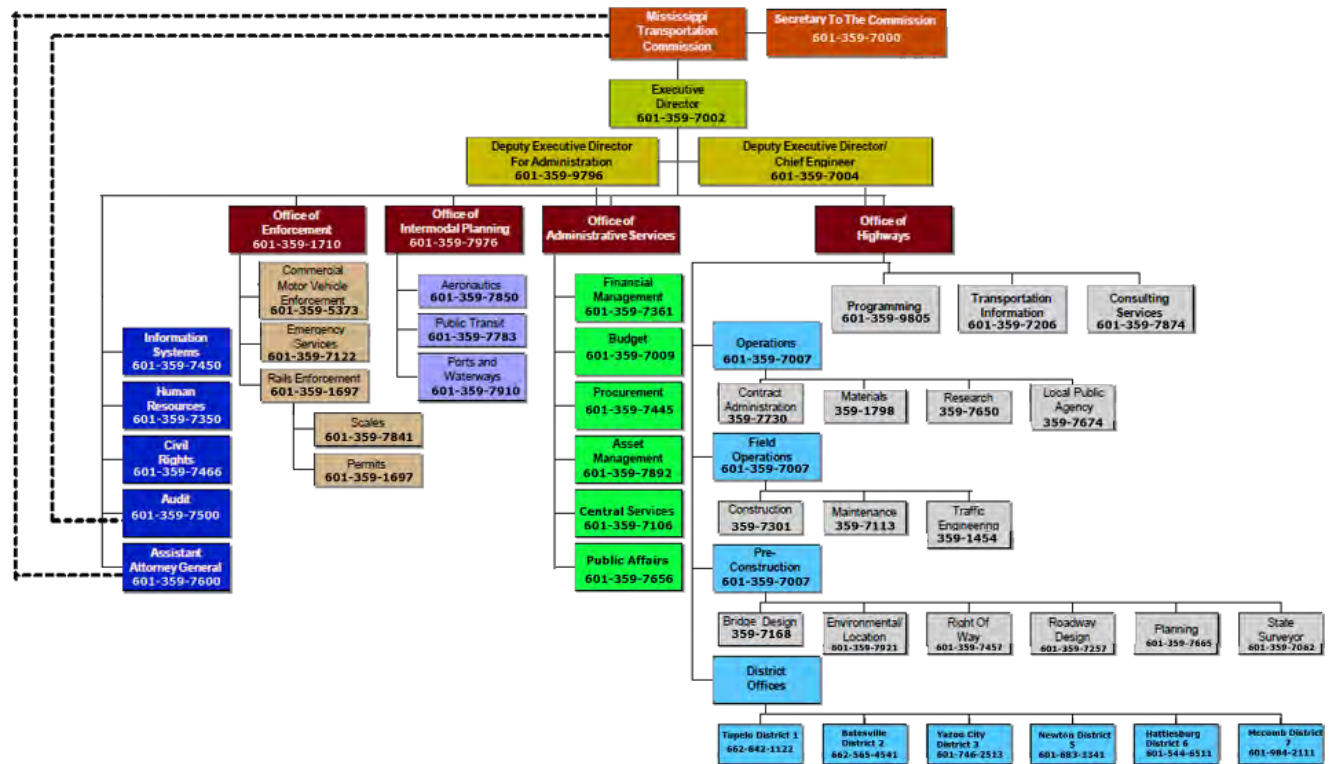 Mississippi
Transportation
Commission
Secretary To The Commission
601-359-7000
Executive
Director
601-359-7002
Deputy Executive Director
For Administration
601-359-9796
Deputy Executive Director/
Chief Engineer
601-359-7004
Office of
Enforcement
601-359-1710
Office of
Intermodal Planning
601-359-7976
Office of
Administrative Services
Office of
Highways
Information
Systems
601-359-7450
Human
Resources
601-359-7350
Civil
Rights
601-359-7466
Audit
601-359-7500
Assistant
Attorney General
601-359-7600
Commercial
Motor Vehicle
Enforcement
601-359-5373
Emergency
Services
601-359-7122
Rails Enforcement
601-359-1697
Scales
601-359-7841
Permits
601-359-1697
Aeronautics
601-359-7850
Public Transit
601-359-7783
Ports and
Waterways
601-359-7910
Financial
Management
601-359-7361
Budget
601-359-7009
Procurement
601-359-7445
Asset
Management
601-359-7892
Central Services
601-359-7106
Public Affairs
601-359-7656
Programming
601-359-9805
Transportation
Information
601-359-7206
Consulting
Services
601-359-7874
Operations
601-359-7007
Contract
Administration
359-7730
Materials
359-1798
Research
359-7650
Local Public
Agency
359-7674
Field
Operations
601-359-7007
Construction
359-7301
Maintenance
359-7113
Traffic
Engineering
359-1454
Pre-
Construction
601-359-7007
Bridge Design
359-7168
Environmental/
Location
601-359-7921
Right Of
Way
601-359-7457
Roadway
Design
601-359-7257
Planning
601-359-7665
State
Surveyor
601-359-7062
District
Offices
Tupelo District 1
662-842-1122
Batesville
District 2
662-565-4541
Yazoo City
District 3
601-746-2513
Newton District
5
601-683-3341
Hattiesburg
District 6
601-544-6511
Mccomb District
7
601-984-2111